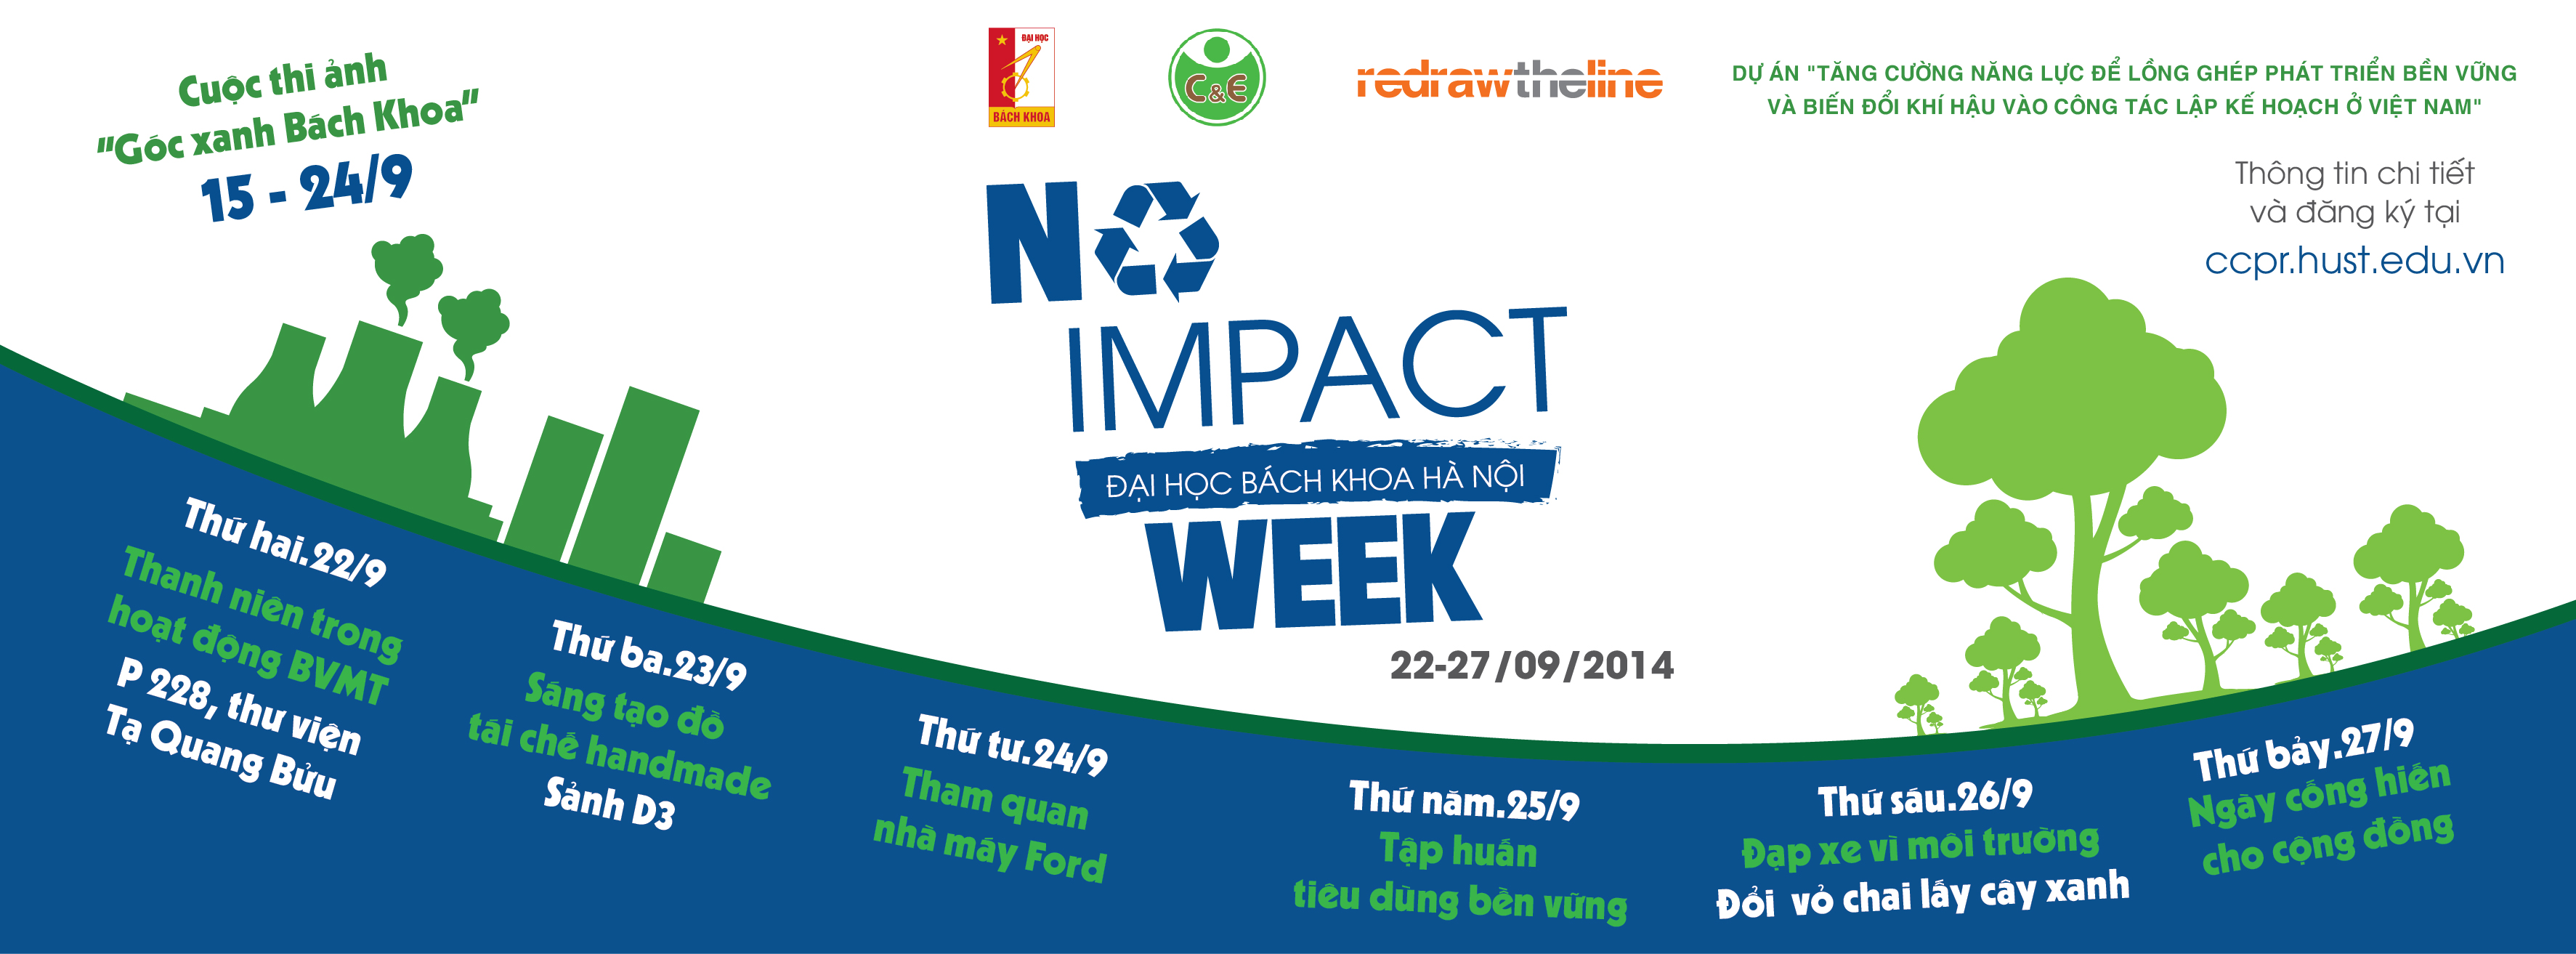 Cuộc thi ảnh
"Góc xanh Bách Khoa"
15 - 24/9
ĐẠI HỌC
BÁCH KHOA
C&E
redrawtheline
DỰ ÁN "TĂNG CƯỜNG NĂNG LỰC ĐỂ LỒNG GHÉP PHÁT TRIỂN BỀN VỮNG
VÀ BIẾN ĐỔI KHÍ HẬU VÀO CÔNG TÁC LẬP KẾ HOẠCH Ở VIỆT NAM"
Thông tin chi tiết
và đăng ký tại
ccpr.hust.edu.vn
NO
IMPACT
ĐẠI HỌC BÁCH KHOA HÀ NỘI
WEEK
22-27/09/2014
Thứ hai.22/9
Thanh niên trong
hoạt động BVMT
P 228, thư viện
Tạ Quang Bửu
Thứ ba.23/9
Sáng tạo đồ
tái chế handmade
Sảnh D3
Thứ tư.24/9
Tham quan
nhà máy Ford
Thứ năm.25/9
Tập huấn
tiêu dùng bền vững
Thứ sáu.26/9
Đạp xe vì môi trường
Đổi vỏ chai lấy cây xanh
Thứ bảy.27/9
Ngày cống hiến
cho cộng đồng